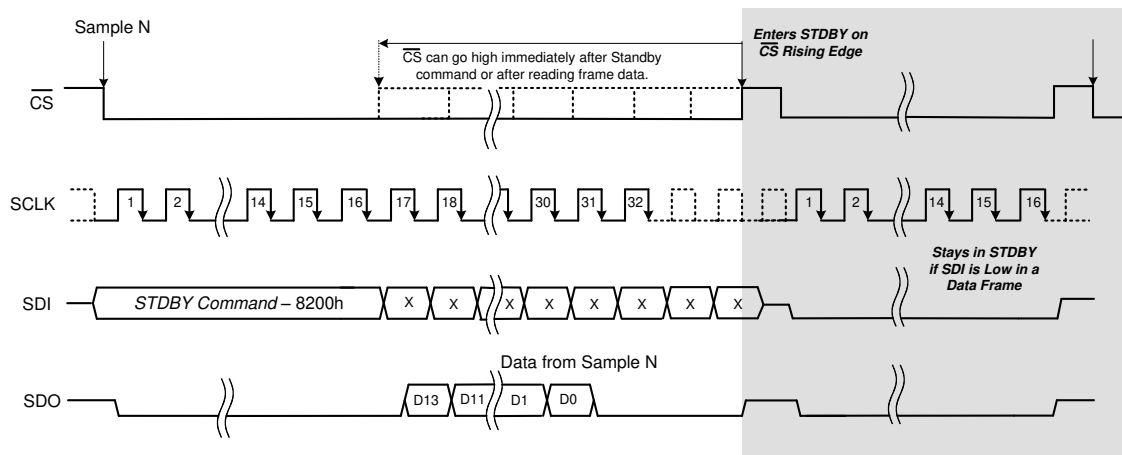 Sample N
CS can go high immediately after Standby
command or after reading frame data.
Enters STDBY on
CS Rising Edge
CS
SCLK
1 2 14 15 16 17 18 30 31 32 1 2 14 15 16
Stays in STDBY
if SDI is Low in a
Data Frame
SDI
STDBY Command – 8200h X X X X X X X X
Data from Sample N
SDO
D13 D11 D1 D0